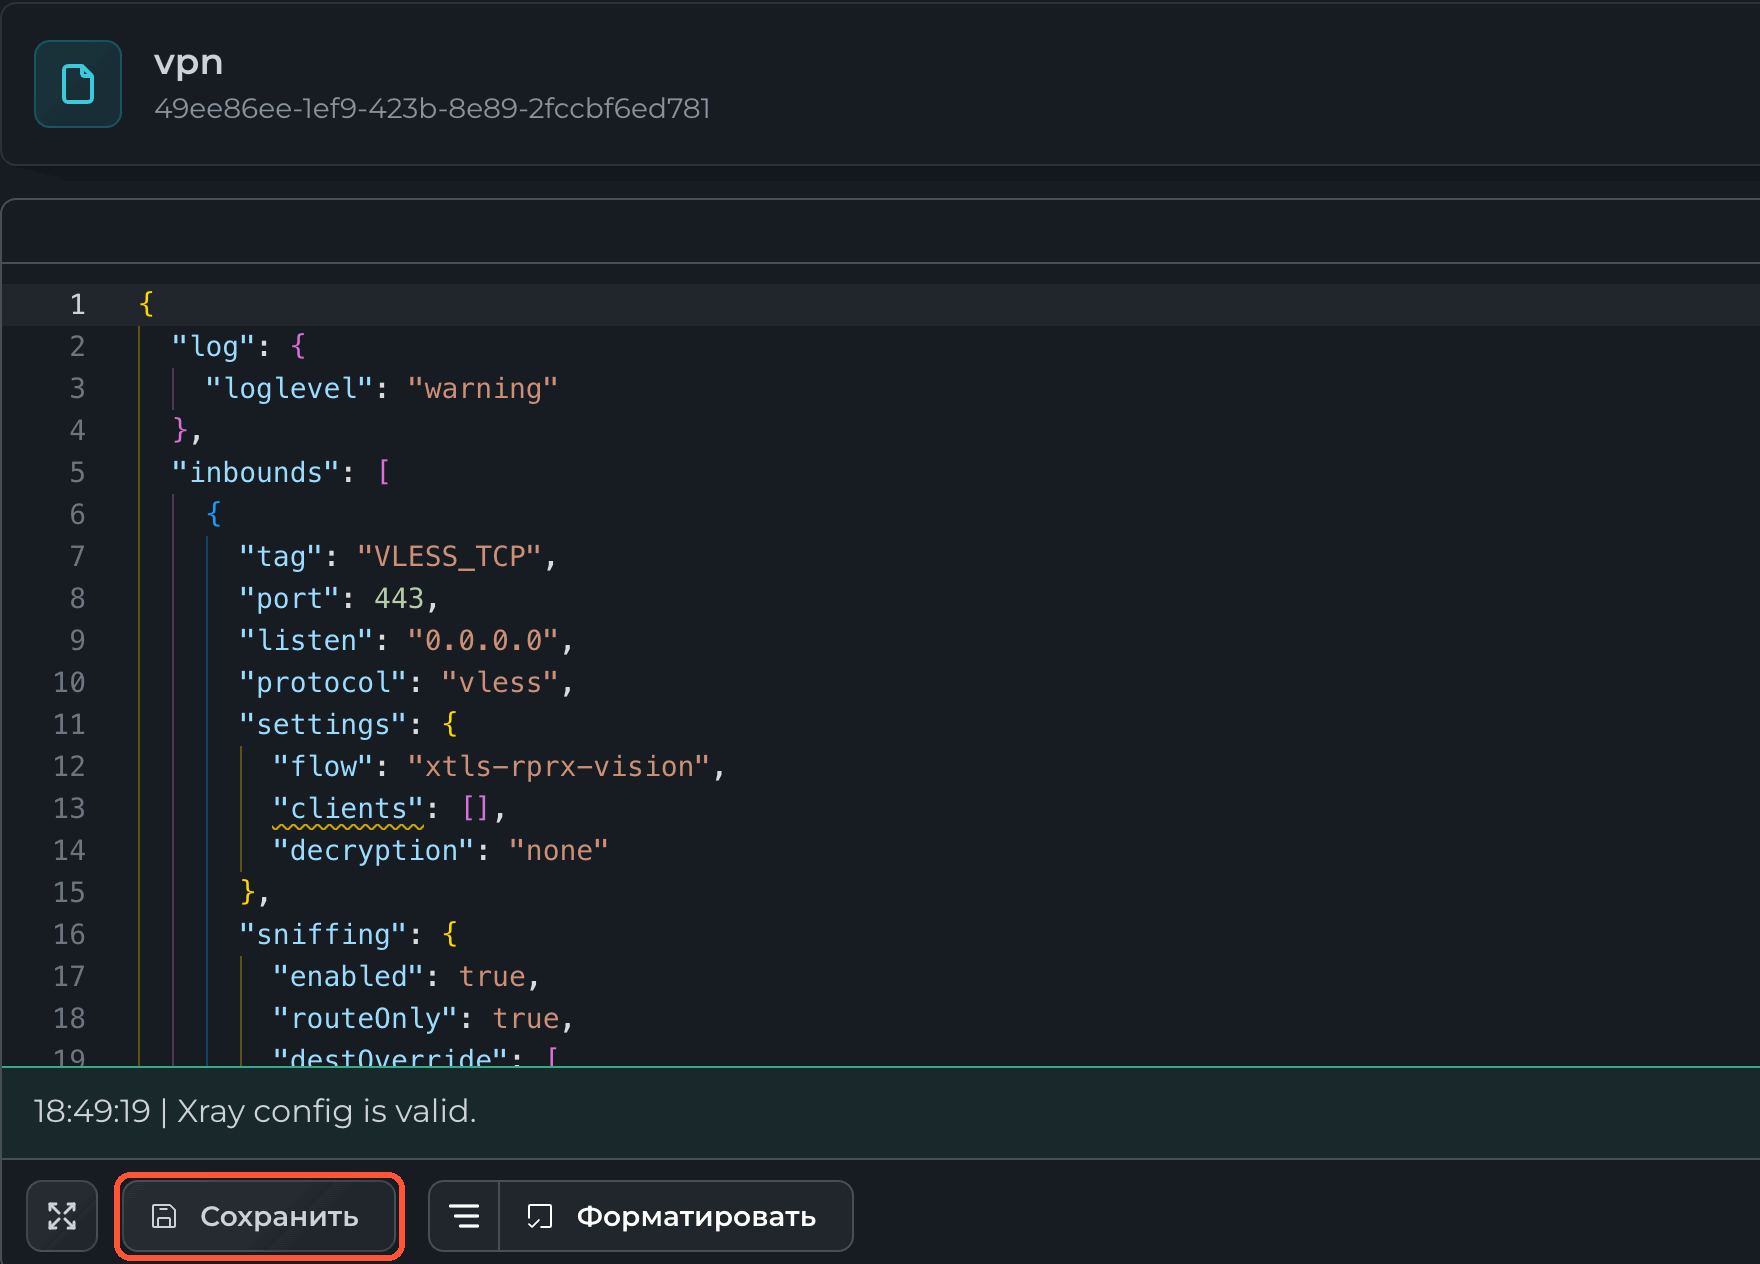 vpn
49ee86ee-1ef9-423b-8e89-2fccbf6ed781
1 {
2 "log": {
3 "loglevel": "warning"
4 },
5 "inbounds": [
6 {
7 "tag": "VLESS_TCP",
8 "port": 443,
9 "listen": "0.0.0.0",
10 "protocol": "vless",
11 "settings": {
12 "flow": "xtls-rprx-vision",
13 "clients": [],
14 "decryption": "none"
15 },
16 "sniffing": {
17 "enabled": true,
18 "routeOnly": true,
19 "destOverride": [
18:49:19 | Xray config is valid.
Сохранить
Форматировать